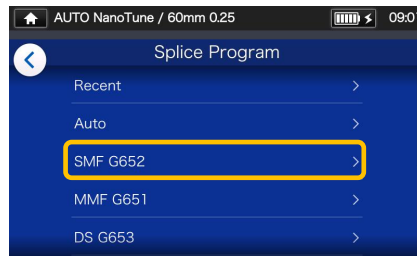 AUTO NanoTune / 60mm 0.25
09:0
Splice Program
Recent
Auto
SMF G652
MMF G651
DS G653